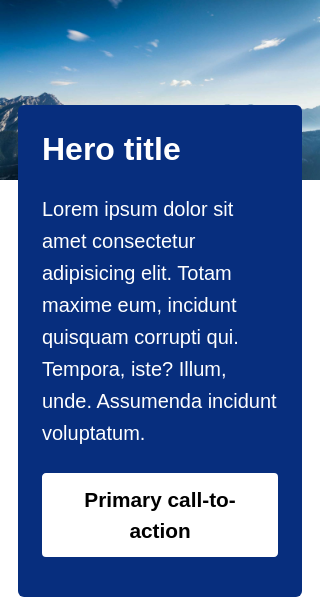 Hero title
Lorem ipsum dolor sit
amet consectetur
adipisicing elit. Totam
maxime eum, incidunt
quisquam corrupti qui.
Tempora, iste? Illum,
unde. Assumenda incidunt
voluptatum.
Primary call-to-
action